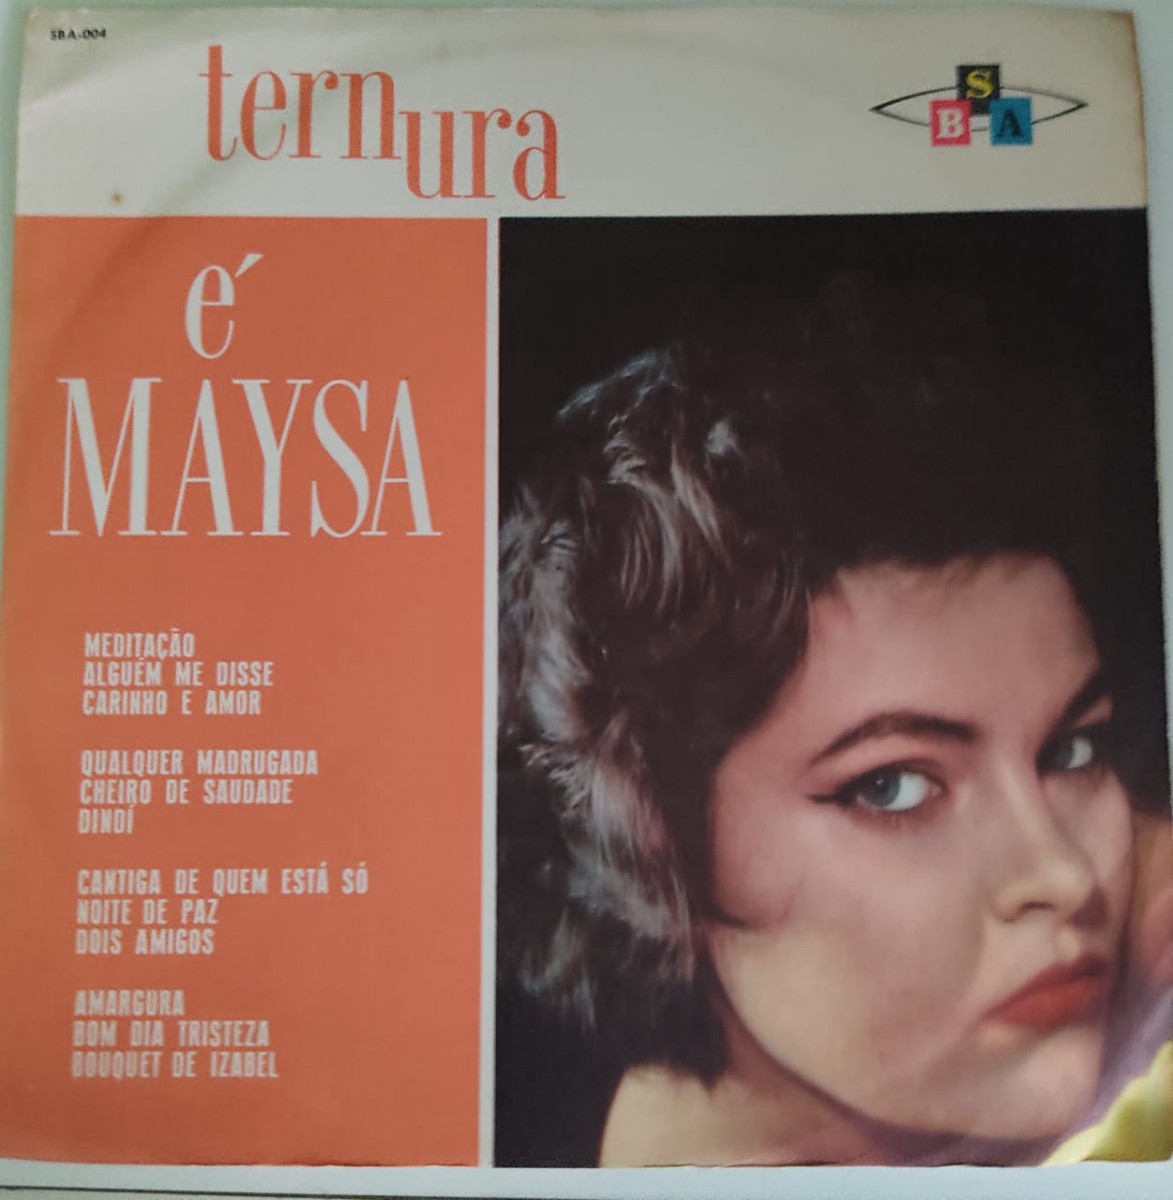 SBA-004
ternura
S
B A
é
MAYSA
MEDITAÇÃO
ALGUÉM ME DISSE
CARINHO E AMOR
QUALQUER MADRUGADA
CHEIRO DE SAUDADE
DINDÍ
CANTIGA DE QUEM ESTÁ SÓ
NOITE DE PAZ
DOIS AMIGOS
AMARGURA
BOM DIA TRISTEZA
BOUQUET DE IZABEL